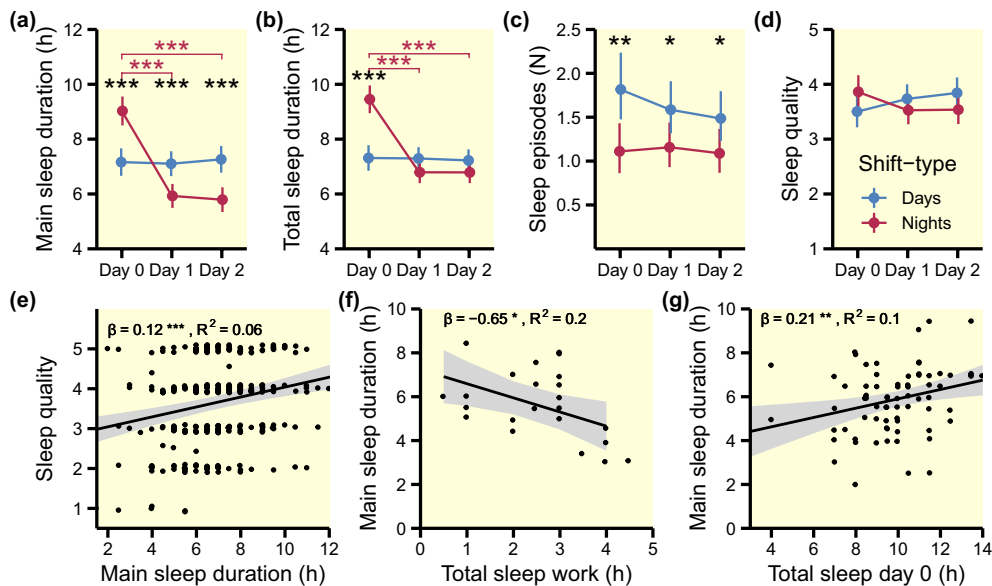 (a)
Main sleep duration (h)
12
10
8
6
4
***
***
*** *** ***
Day 0 Day 1 Day 2
(b)
Total sleep duration (h)
12
10
8
6
4
***
***
***
Day 0 Day 1 Day 2
(c)
Sleep episodes (N)
2.5
2.0
1.5
1.0
0.5
** * *
Day 0 Day 1 Day 2
(d)
Sleep quality
5
4
3
2
1
Shift−type
Days
Nights
Day 0 Day 1 Day 2
(e)
Sleep quality
β = 0.12 *** , R² = 0.06
5
4
3
2
1
2 4 6 8 10 12
Main sleep duration (h)
(f)
Main sleep duration (h)
β = −0.65 * , R² = 0.2
10
8
6
4
2
0
0 1 2 3 4 5
Total sleep work (h)
(g)
Main sleep duration (h)
β = 0.21 ** , R² = 0.1
10
8
6
4
2
0
4 6 8 10 12 14
Total sleep day 0 (h)